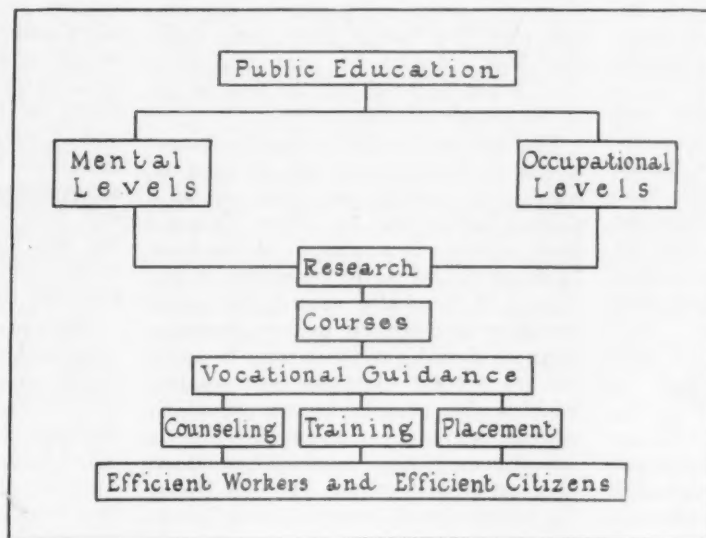 Public Education
Mental
Levels
Occupational
Levels
Research
Courses
Vocational Guidance
Counseling
Training
Placement
Efficient Workers and Efficient Citizens